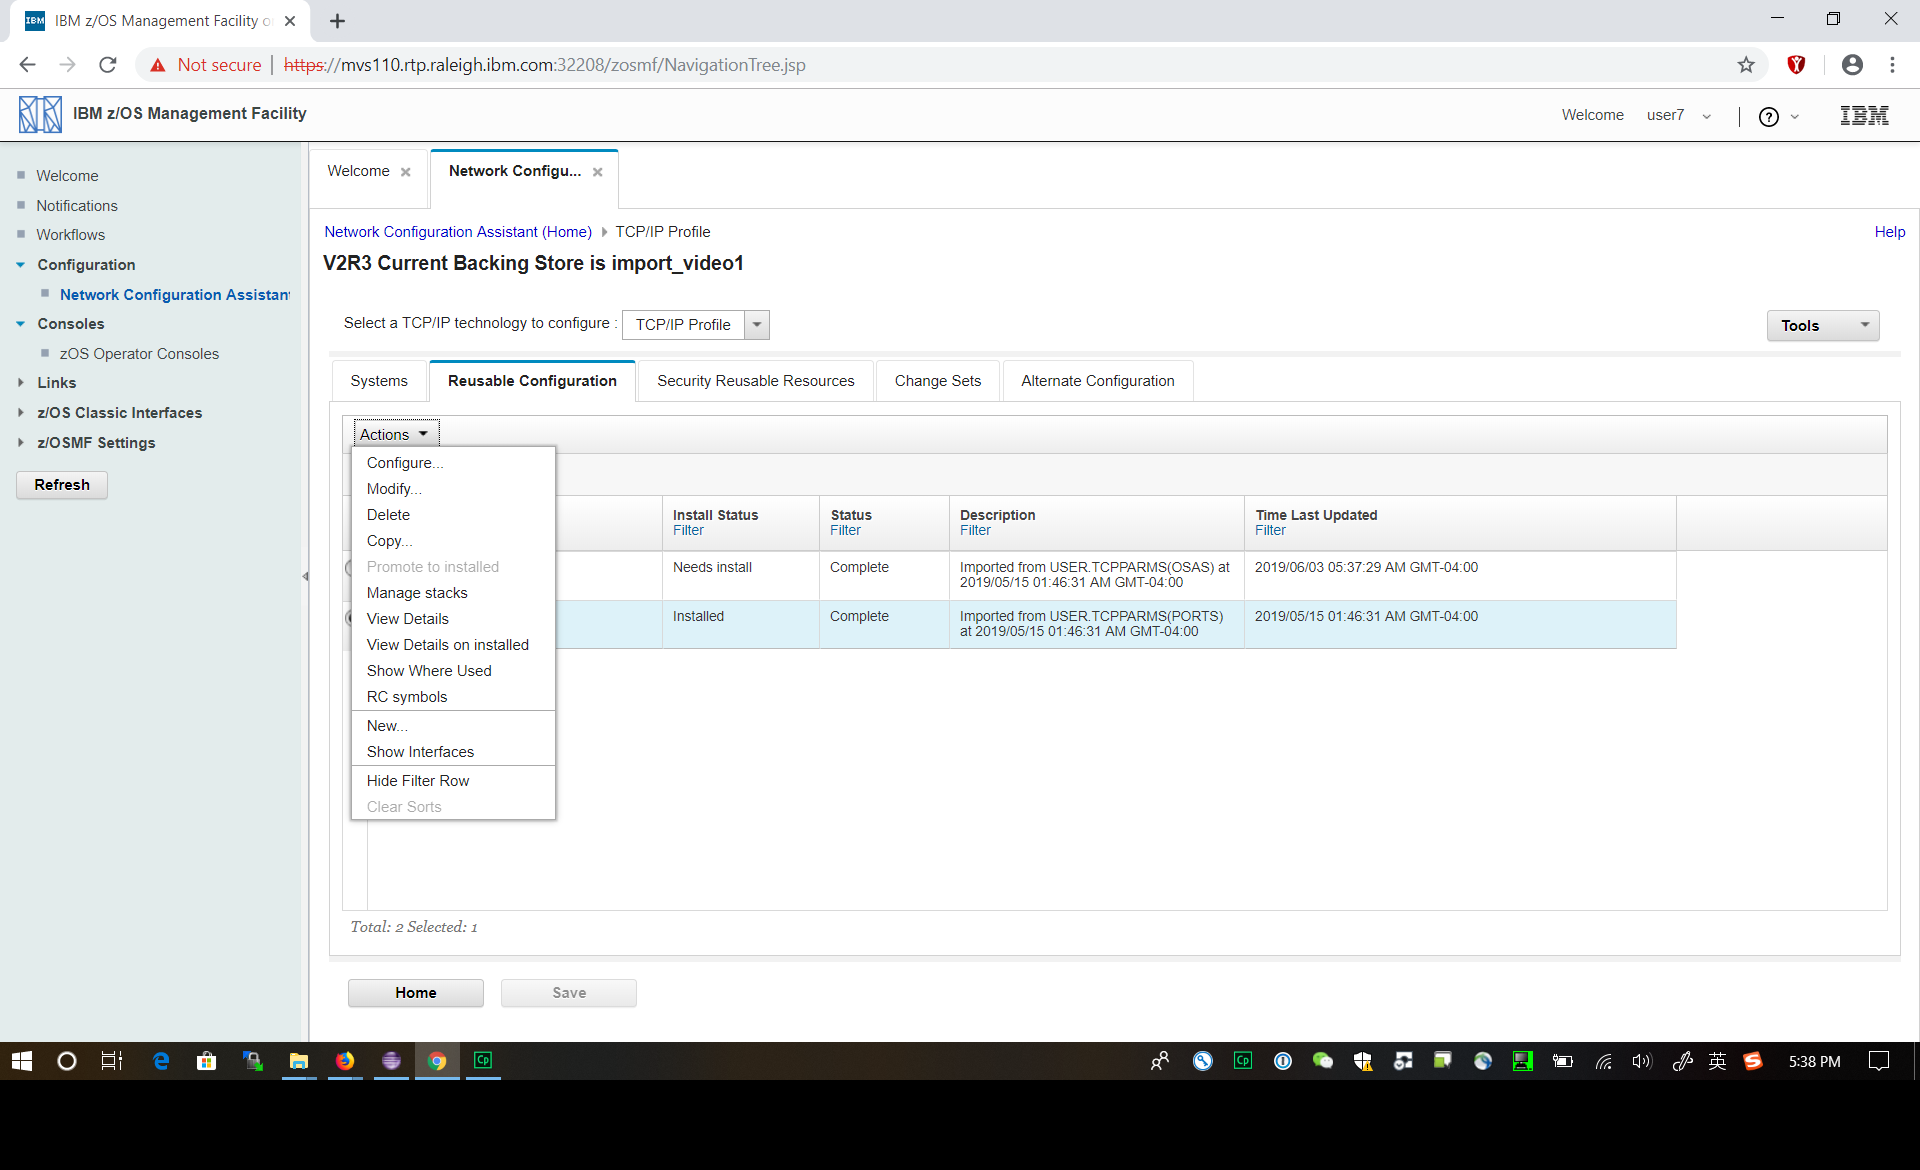 IBM
IBM z/OS Management Facility o
Not secure
https://mvs110.rtp.raleigh.ibm.com:32208/zosmf/NavigationTree.jsp
IBM z/OS Management Facility
Welcome user7
?
IBM
Welcome
Notifications
Workflows
Configuration
Network Configuration Assistant
Consoles
zOS Operator Consoles
Links
z/OS Classic Interfaces
z/OSMF Settings
Refresh
Welcome
Network Configu...
Network Configuration Assistant (Home) TCP/IP Profile
Help
V2R3 Current Backing Store is import_video1
Select a TCP/IP technology to configure : TCP/IP Profile
Tools
Systems
Reusable Configuration
Security Reusable Resources
Change Sets
Alternate Configuration
Actions
Configure...
Modify...
Delete
Copy...
Promote to installed
Manage stacks
View Details
View Details on installed
Show Where Used
RC symbols
New...
Show Interfaces
Hide Filter Row
Clear Sorts
Install Status
Filter
Status
Filter
Description
Filter
Time Last Updated
Filter
Needs install
Complete
Imported from USER.TCPPARMS(OSAS) at
2019/05/15 01:46:31 AM GMT-04:00
2019/06/03 05:37:29 AM GMT-04:00
Installed
Complete
Imported from USER.TCPPARMS(PORTS)
at 2019/05/15 01:46:31 AM GMT-04:00
2019/05/15 01:46:31 AM GMT-04:00
Total: 2 Selected: 1
Home
Save
Cp
Cp
英
5:38 PM